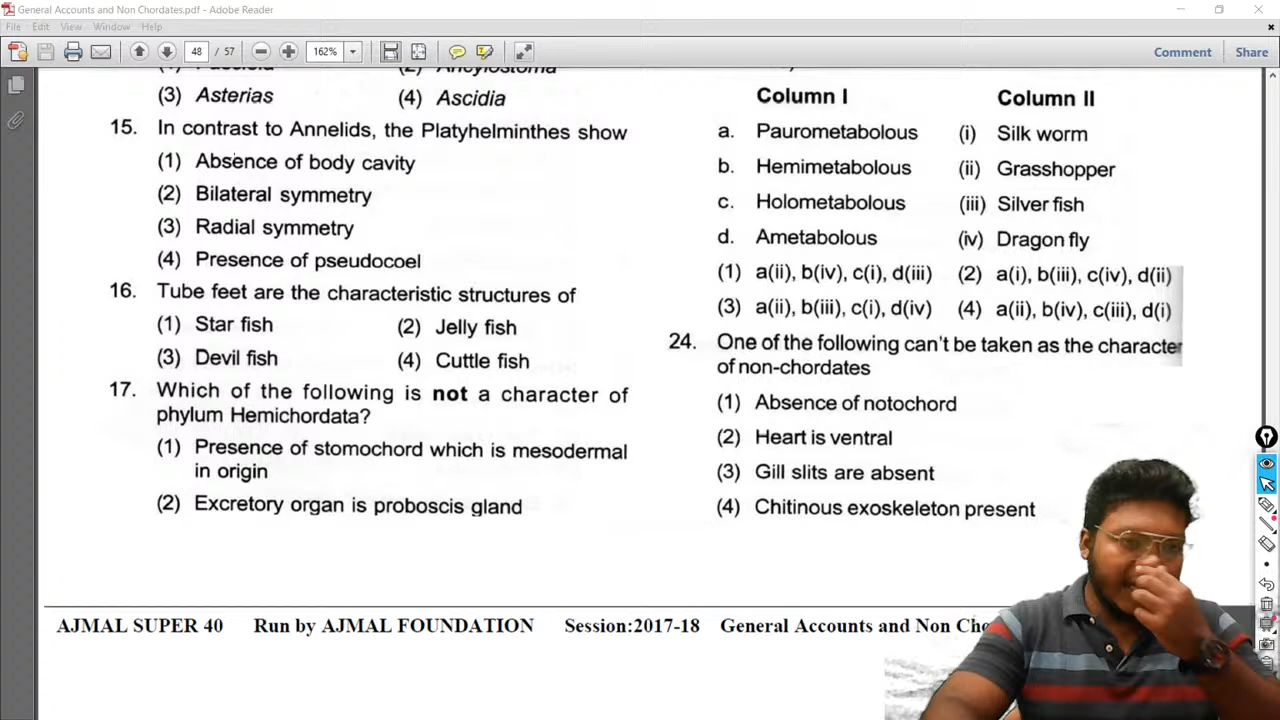 General Accounts and Non Chordates.pdf - Adobe Reader
File Edit View Window Help
48 / 57 162% Comment Share
(3) Asterias (4) Ascidia
15. In contrast to Annelids, the Platyhelminthes show
(1) Absence of body cavity
(2) Bilateral symmetry
(3) Radial symmetry
(4) Presence of pseudocoel
16. Tube feet are the characteristic structures of
(1) Star fish (2) Jelly fish
(3) Devil fish (4) Cuttle fish
17. Which of the following is not a character of
phylum Hemichordata?
(1) Presence of stomochord which is mesodermal
in origin
(2) Excretory organ is proboscis gland
Column I Column II
a. Paurometabolous (i) Silk worm
b. Hemimetabolous (ii) Grasshopper
c. Holometabolous (iii) Silver fish
d. Ametabolous (iv) Dragon fly
(1) a(ii), b(iv), c(i), d(iii) (2) a(i), b(iii), c(iv), d(ii)
(3) a(ii), b(iii), c(i), d(iv) (4) a(ii), b(iv), c(iii), d(i)
24. One of the following can't be taken as the character
of non-chordates
(1) Absence of notochord
(2) Heart is ventral
(3) Gill slits are absent
(4) Chitinous exoskeleton present
AJMAL SUPER 40 Run by AJMAL FOUNDATION Session:2017-18 General Accounts and Non